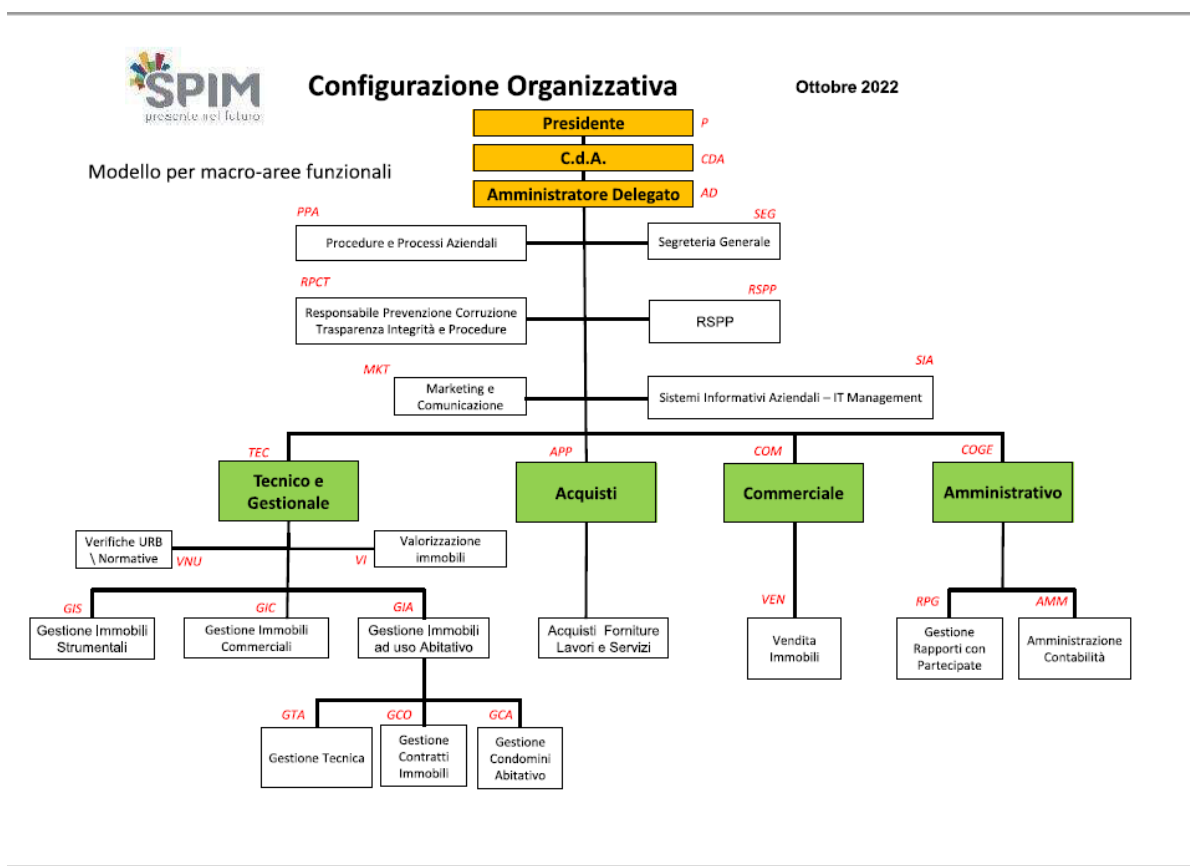 SPIM
presente nel futuro
Configurazione Organizzativa
Ottobre 2022
Presidente
P
C.d.A.
CDA
Modello per macro-aree funzionali
Amministratore Delegato
AD
PPA
SEG
Procedure e Processi Aziendali
Segreteria Generale
RPCT
RSPP
Responsabile Prevenzione Corruzione
Trasparenza Integrità e Procedure
RSPP
SIA
MKT
Marketing e
Comunicazione
Sistemi Informativi Aziendali – IT Management
TEC
APP
COM
COGE
Tecnico e
Gestionale
Acquisti
Commerciale
Amministrativo
Verifiche URB
\ Normative
VNU
VI
Valorizzazione
immobili
GIS
GIC
GIA
VEN
RPG
AMM
Gestione Immobili
Strumentali
Gestione Immobili
Commerciali
Gestione Immobili
ad uso Abitativo
Acquisti Forniture
Lavori e Servizi
Vendita
Immobili
Gestione
Rapporti con
Partecipate
Amministrazione
Contabilità
GTA
GCO
GCA
Gestione Tecnica
Gestione
Contratti
Immobili
Gestione
Condomini
Abitativo